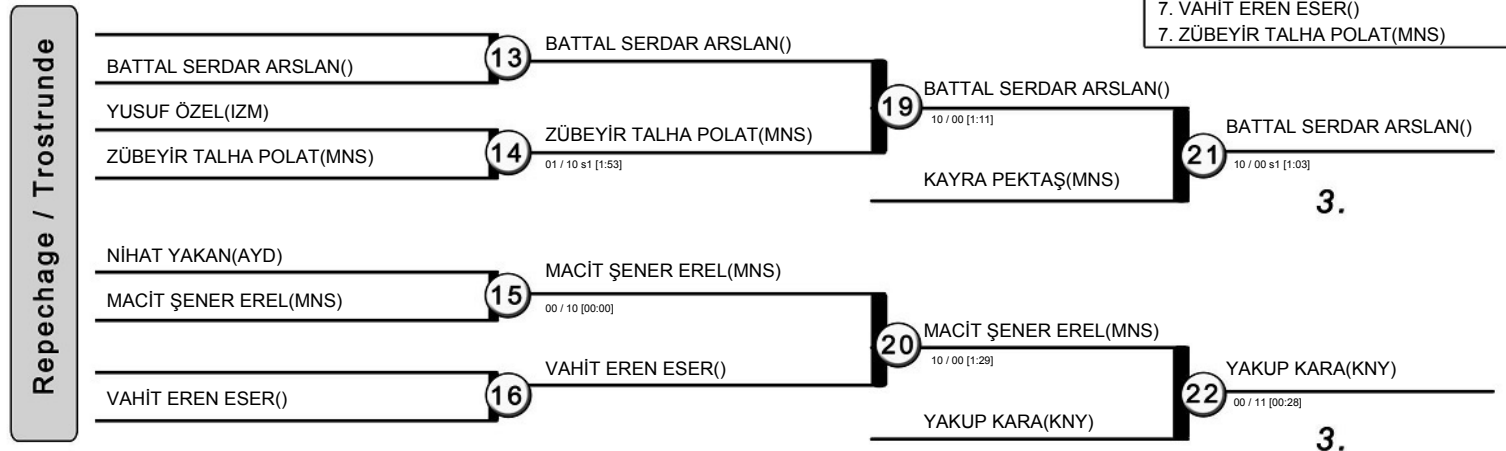 7. VAHİT EREN ESER()
7. ZÜBEYİR TALHA POLAT(MNS)
Repechage / Trostrunde
BATTAL SERDAR ARSLAN()
13
BATTAL SERDAR ARSLAN()
YUSUF ÖZEL(IZM)
ZÜBEYİR TALHA POLAT(MNS)
14
ZÜBEYİR TALHA POLAT(MNS)
01 / 10 s1 [1:53]
19
BATTAL SERDAR ARSLAN()
10 / 00 [1:11]
KAYRA PEKTAŞ(MNS)
21
BATTAL SERDAR ARSLAN()
10 / 00 s1 [1:03]
3.
NİHAT YAKAN(AYD)
MACİT ŞENER EREL(MNS)
15
MACİT ŞENER EREL(MNS)
00 / 10 [00:00]
VAHİT EREN ESER()
16
VAHİT EREN ESER()
20
MACİT ŞENER EREL(MNS)
10 / 00 [1:29]
YAKUP KARA(KNY)
22
YAKUP KARA(KNY)
00 / 11 [00:28]
3.